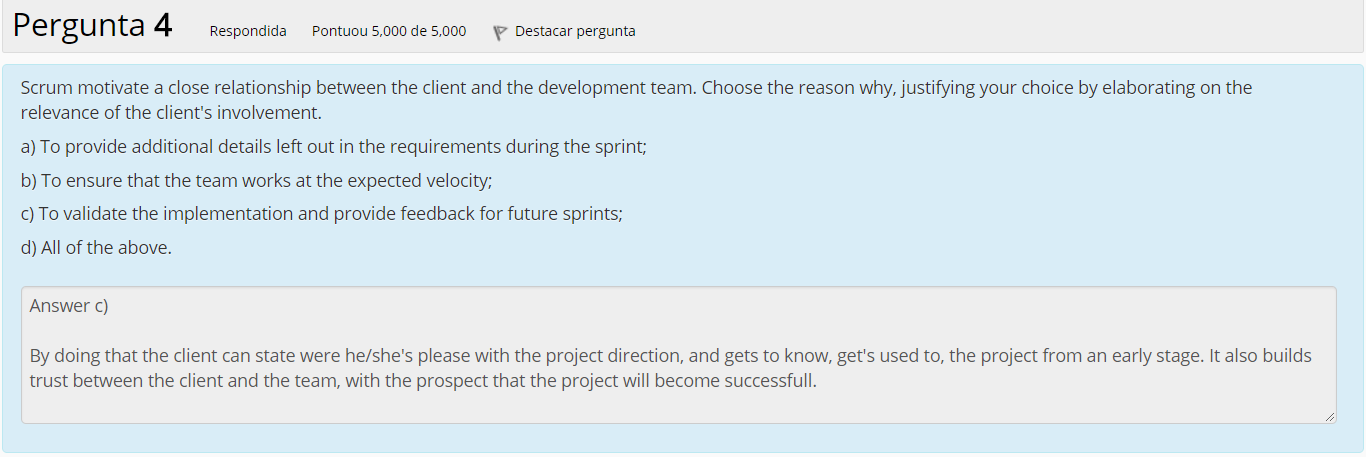 Pergunta 4 Respondida Pontuou 5,000 de 5,000 Destacar pergunta
Scrum motivate a close relationship between the client and the development team. Choose the reason why, justifying your choice by elaborating on the
relevance of the client's involvement.
a) To provide additional details left out in the requirements during the sprint;
b) To ensure that the team works at the expected velocity;
c) To validate the implementation and provide feedback for future sprints;
d) All of the above.
Answer c)
By doing that the client can state were he/she's please with the project direction, and gets to know, get's used to, the project from an early stage. It also builds
trust between the client and the team, with the prospect that the project will become successfull.